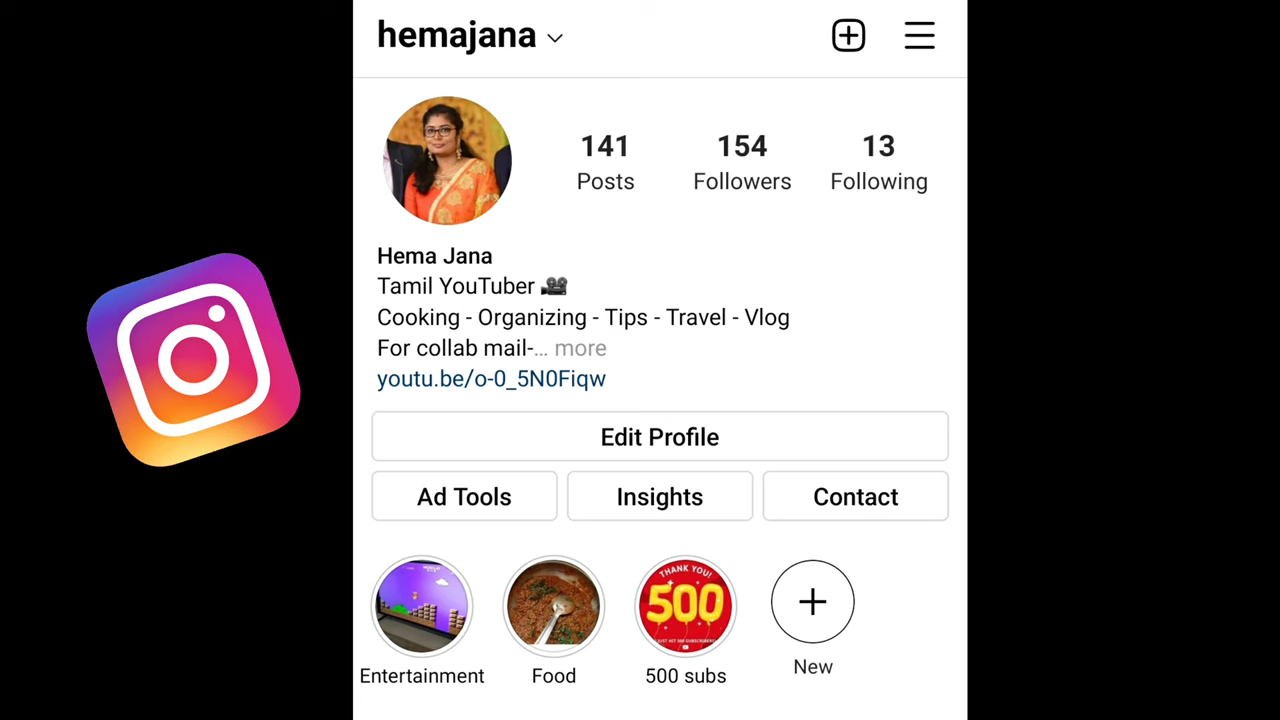 hemajana
141 154 13
Posts Followers Following
Hema Jana
Tamil YouTuber 🎥
Cooking - Organizing - Tips - Travel - Vlog
For collab mail-... more
youtu.be/o-0_5N0Fiqw
Edit Profile
Ad Tools Insights Contact
THANK YOU!
500
Entertainment Food 500 subs New